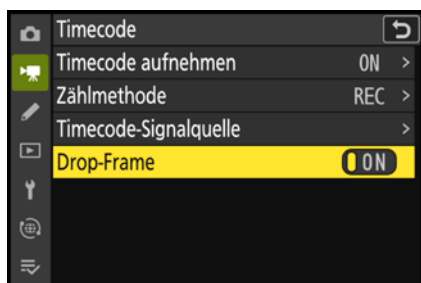 Timecode
Timecode aufnehmen ON
Zählmethode REC
Timecode-Signalquelle
Drop-Frame ON